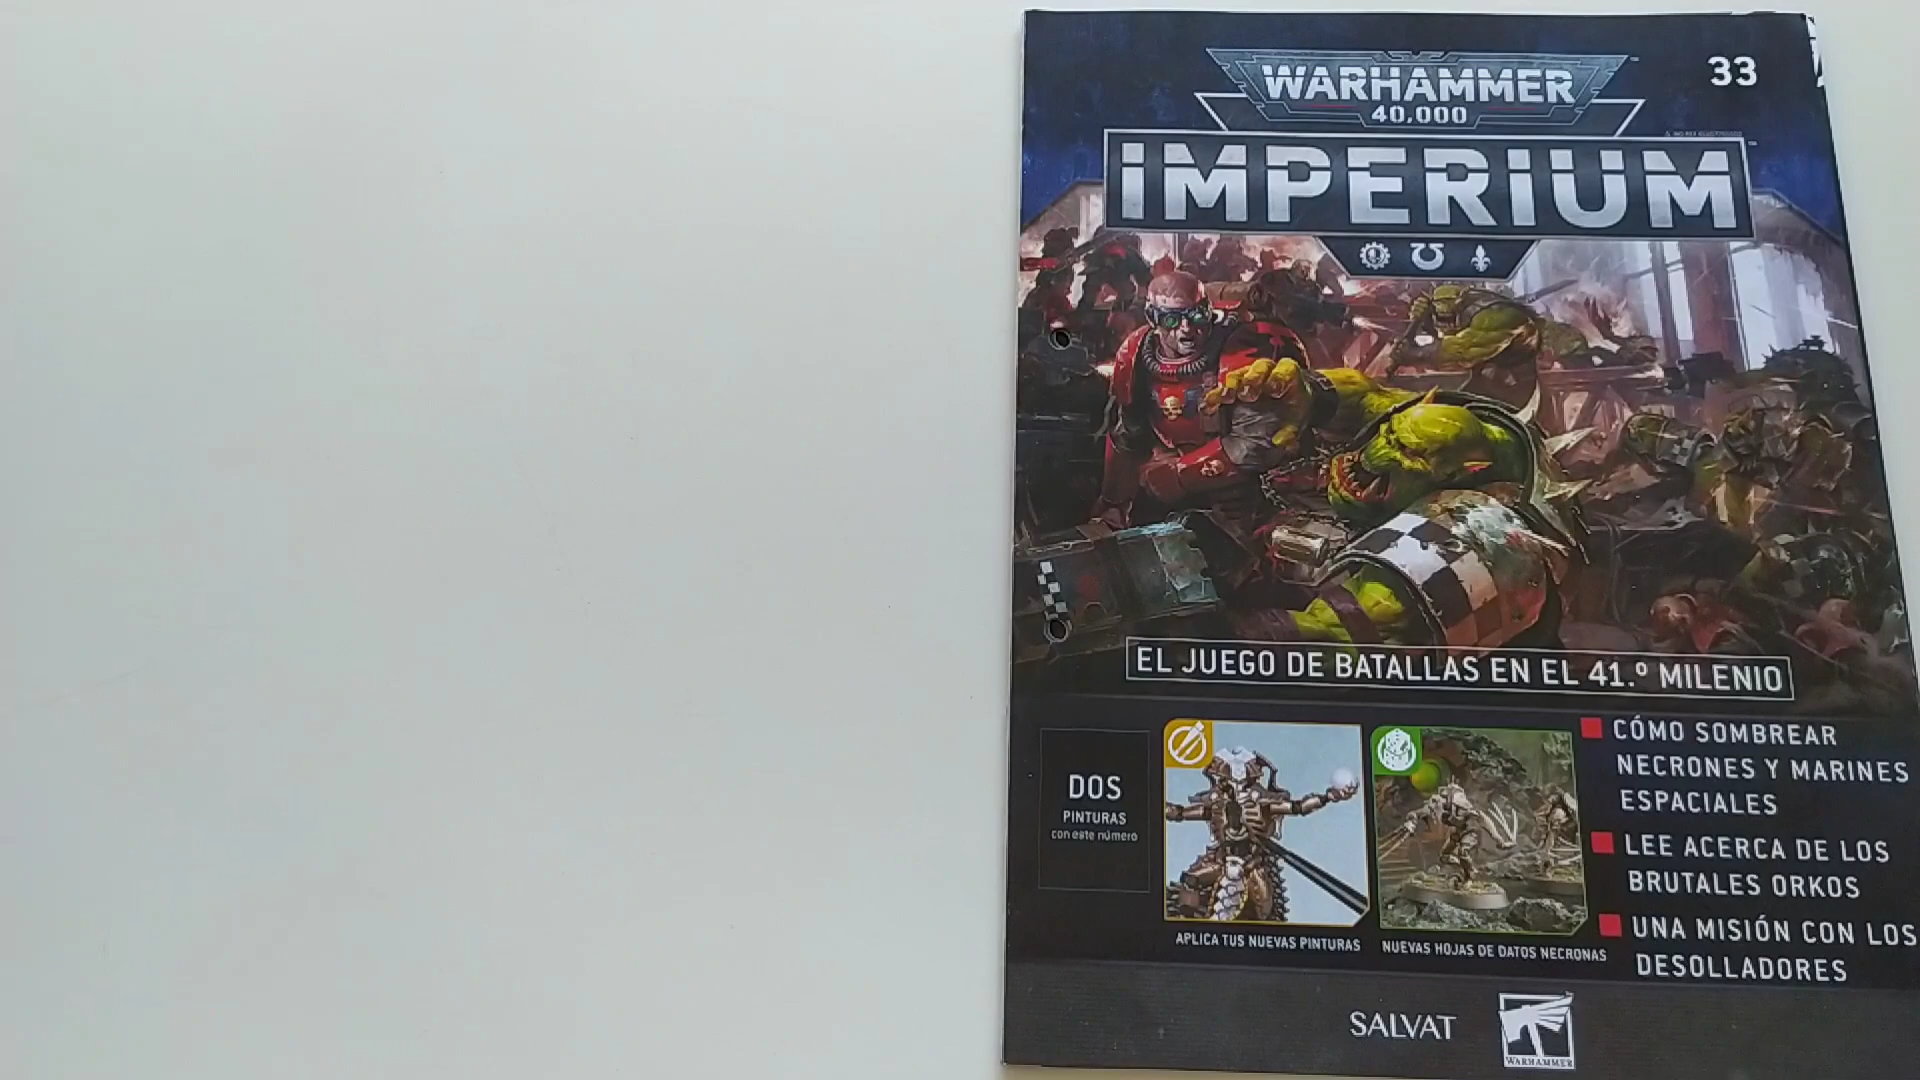 33
WARHAMMER
40,000
IMPERIUM
EL JUEGO DE BATALLAS EN EL 41.º MILENIO
DOS
PINTURAS
con este número
APLICA TUS NUEVAS PINTURAS
NUEVAS HOJAS DE DATOS NECRONAS
CÓMO SOMBREAR
NECRONES Y MARINES
ESPACIALES
LEE ACERCA DE LOS
BRUTALES ORKOS
UNA MISIÓN CON LOS
DESOLLADORES
SALVAT
WARHAMMER